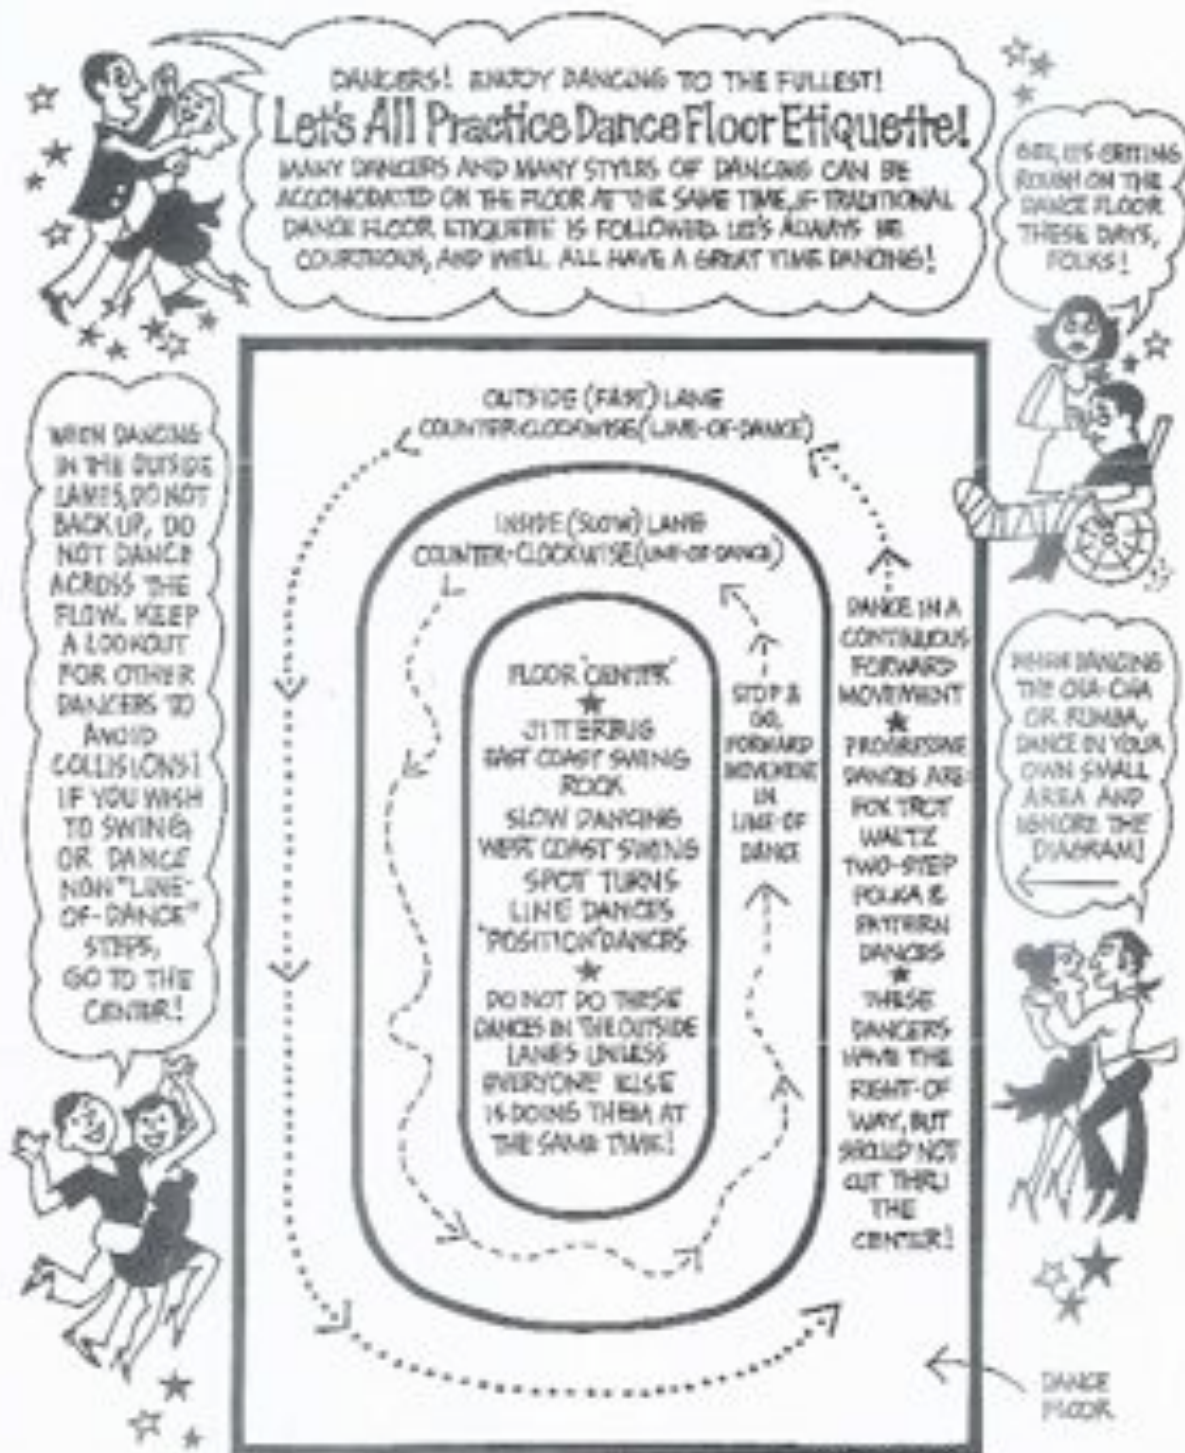 DANCERS! ENJOY DANCING TO THE FULLEST!
Let's All Practice Dance Floor Etiquette!
MANY DANCERS AND MANY STYLES OF DANCING CAN BE
ACCOMODATED ON THE FLOOR AT THE SAME TIME, IF TRADITIONAL
DANCE FLOOR ETIQUETTE IS FOLLOWED. LET'S ALWAYS BE
COURTEOUS, AND WE'LL ALL HAVE A GREAT TIME DANCING!
GEE, IT'S GETTING
ROUGH ON THE
DANCE FLOOR
THESE DAYS,
FOLKS!
WHEN DANCING
IN THE OUTSIDE
LANES, DO NOT
BACK UP, DO
NOT DANCE
ACROSS THE
FLOW. KEEP
A LOOKOUT
FOR OTHER
DANCERS TO
AVOID
COLLISIONS!
IF YOU WISH
TO SWING,
OR DANCE
NON "LINE-
OF-DANCE"
STEPS,
GO TO THE
CENTER!
OUTSIDE (FAST) LANE
COUNTER-CLOCKWISE (LINE-OF-DANCE)
INSIDE (SLOW) LANE
COUNTER-CLOCKWISE (LINE-OF-DANCE)
FLOOR "CENTER"
JITTERBUG
EAST COAST SWING
ROCK
SLOW DANCING
WEST COAST SWING
SPOT TURNS
LINE DANCES
"POSITION" DANCES
DO NOT DO THESE
DANCES IN THE OUTSIDE
LANES UNLESS
EVERYONE ELSE
IS DOING THEM AT
THE SAME TIME!
STOP &
GO,
FORWARD
MOVEMENT
IN
LINE-OF
DANCE
DANCE IN A
CONTINUOUS
FORWARD
MOVEMENT
PROGRESSIVE
DANCES ARE
FOX TROT
WALTZ
TWO-STEP
POLKA &
PATTERN
DANCES
THESE
DANCERS
HAVE THE
RIGHT-OF
WAY, BUT
SHOULD NOT
CUT THRU
THE
CENTER!
WHEN DANCING
THE CHA-CHA
OR RUMBA,
DANCE IN YOUR
OWN SMALL
AREA AND
IGNORE THE
DIAGRAM!
DANCE
FLOOR